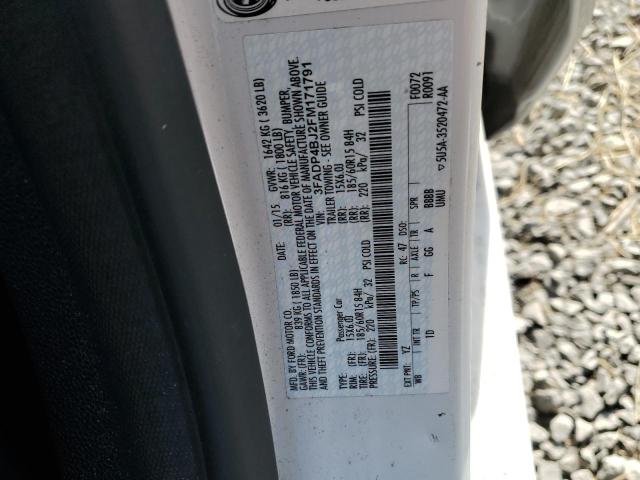 MFD. BY FORD MOTOR CO.
DATE: 01/15 GVWR: 1642 KG ( 3620 LB)
GAWR: (FR): 839 KG ( 1850 LB) (RR): 816 KG ( 1800 LB)
THIS VEHICLE CONFORMS TO ALL APPLICABLE FEDERAL MOTOR VEHICLE SAFETY, BUMPER,
AND THEFT PREVENTION STANDARDS IN EFFECT ON THE DATE OF MANUFACTURE SHOWN ABOVE.
VIN: 3FADP4BJ2FM171791
TYPE: Passenger Car TRAILER TOWING - SEE OWNER GUIDE
RIM (FR): 15X6.0J (RR): 15X6.0J
TIRE: (FR): 185/60R15 84H (RR): 185/60R15 84H
PRESSURE: (FR): 220 kPa/ 32 PSI COLD (RR): 220 kPa/ 32 PSI COLD
EXT PNT: YZ RC: 47 DSO: F0072
WB INT TR TP/PS R AXLE TR SPR R0091
1D F GG A BBBB
UMU
5U5A-3520472-AA